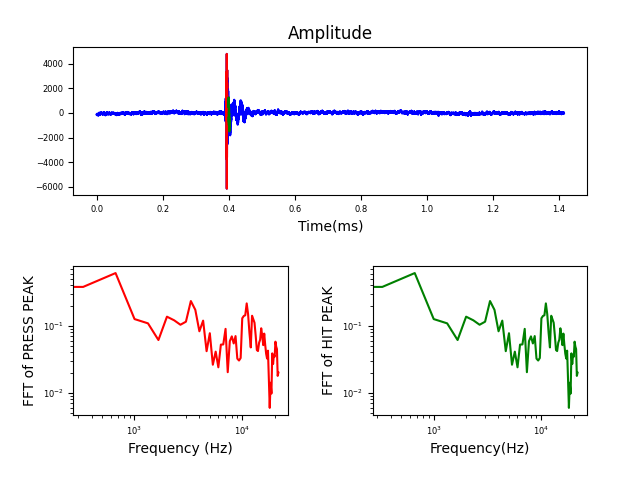 Amplitude
4000
2000
0
−2000
−4000
−6000
0.0 0.2 0.4 0.6 0.8 1.0 1.2 1.4
Time(ms)
FFT of PRESS PEAK
10⁻¹
10⁻²
10³ 10⁴
Frequency (Hz)
FFT of HIT PEAK
10⁻¹
10⁻²
10³ 10⁴
Frequency(Hz)